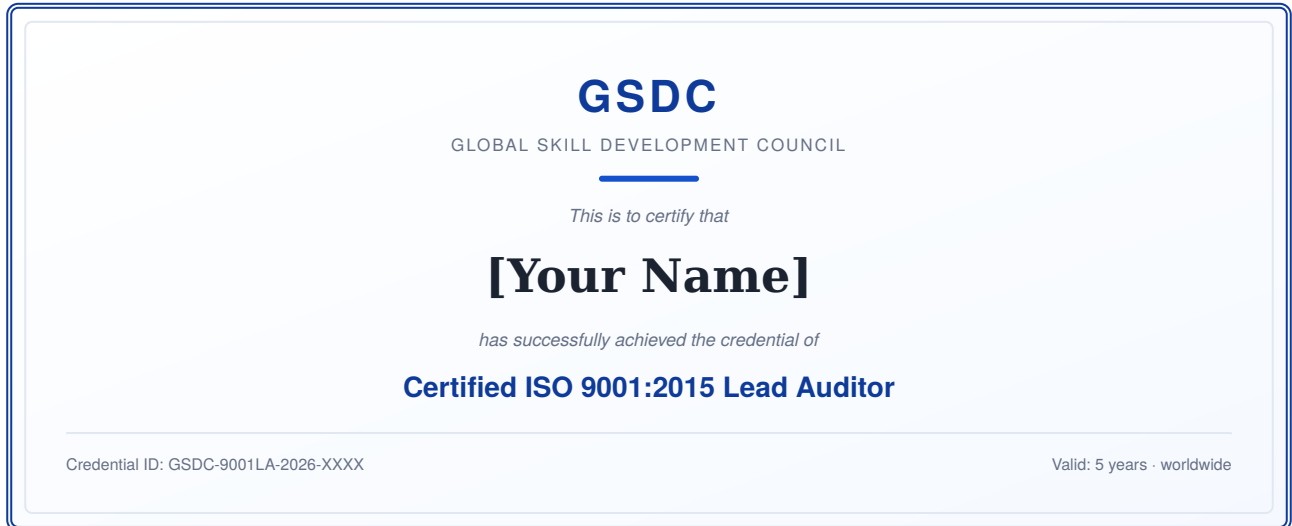 GSDC
GLOBAL SKILL DEVELOPMENT COUNCIL
This is to certify that
[Your Name]
has successfully achieved the credential of
Certified ISO 9001:2015 Lead Auditor
Credential ID: GSDC-9001LA-2026-XXXX
Valid: 5 years · worldwide